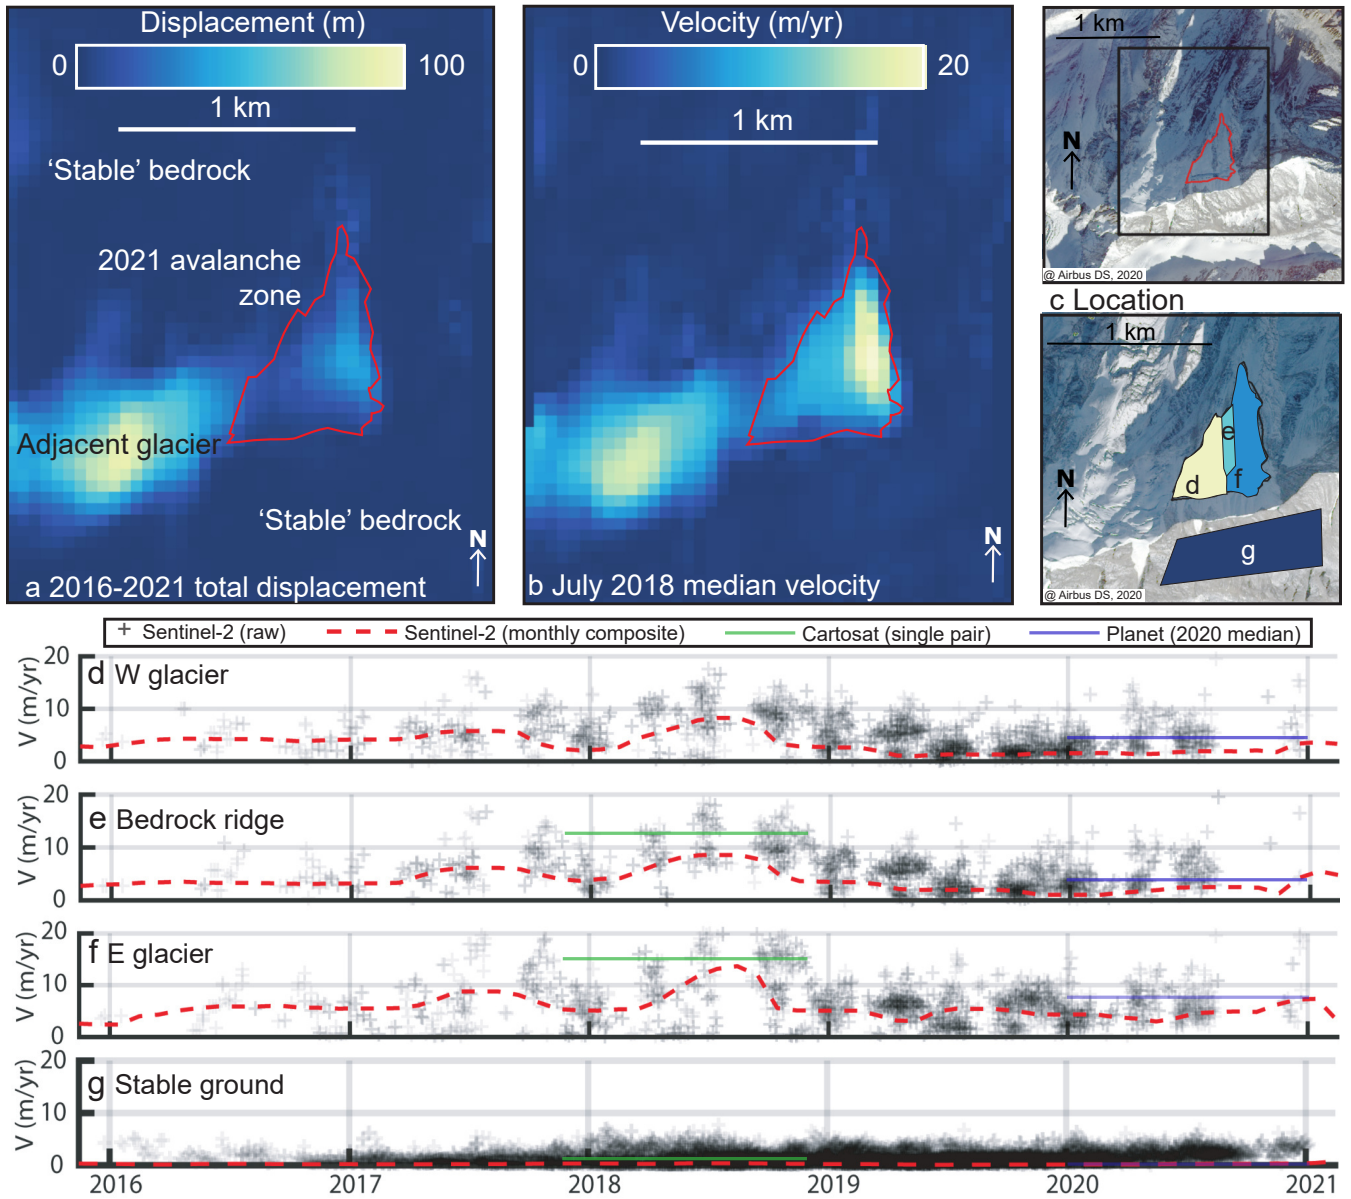 Displacement (m)
0
100
1 km
'Stable' bedrock
2021 avalanche
zone
Adjacent glacier
'Stable' bedrock
N
a 2016-2021 total displacement
Velocity (m/yr)
0
20
1 km
N
b July 2018 median velocity
1 km
N
@ Airbus DS, 2020
c Location
1 km
e
d
f
N
g
@ Airbus DS, 2020
+ Sentinel-2 (raw)
Sentinel-2 (monthly composite)
Cartosat (single pair)
Planet (2020 median)
V (m/yr)
20
10
0
d W glacier
V (m/yr)
20
10
0
e Bedrock ridge
V (m/yr)
20
10
0
f E glacier
V (m/yr)
20
10
0
g Stable ground
2016
2017
2018
2019
2020
2021